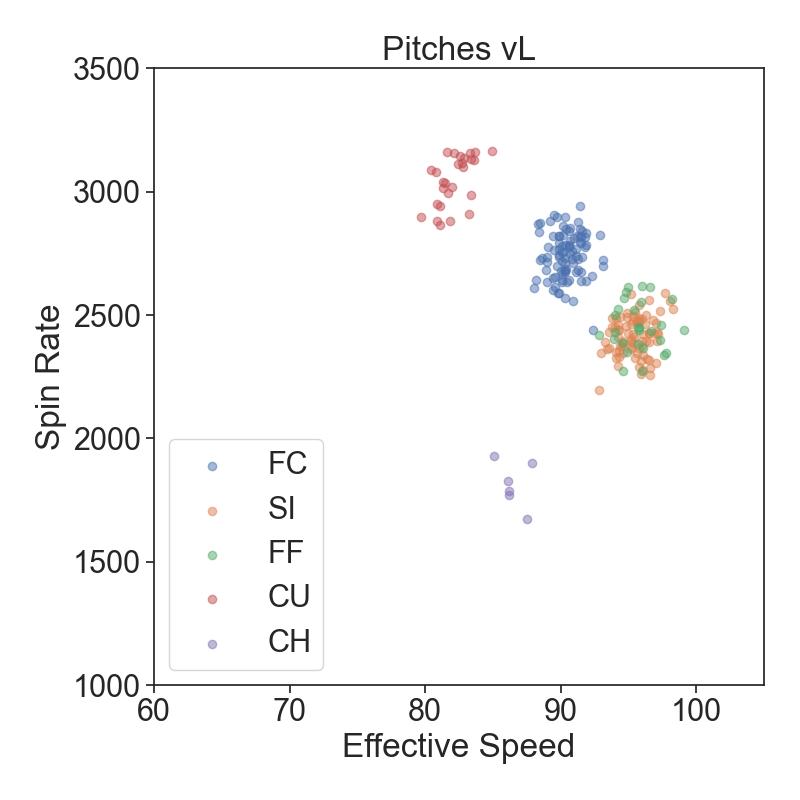 Pitches vL
3500
3000
2500
2000
1500
1000
Spin Rate
FC
SI
FF
CU
CH
60 70 80 90 100
Effective Speed